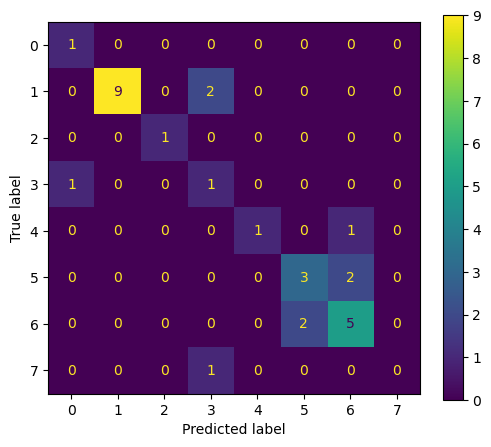 0 1 0 0 0 0 0 0 0
1 0 9 0 2 0 0 0 0
2 0 0 1 0 0 0 0 0
3 1 0 0 1 0 0 0 0
4 0 0 0 0 1 0 1 0
5 0 0 0 0 0 3 2 0
6 0 0 0 0 0 2 5 0
7 0 0 0 1 0 0 0 0
0 1 2 3 4 5 6 7
True label
Predicted label
9
8
7
6
5
4
3
2
1
0